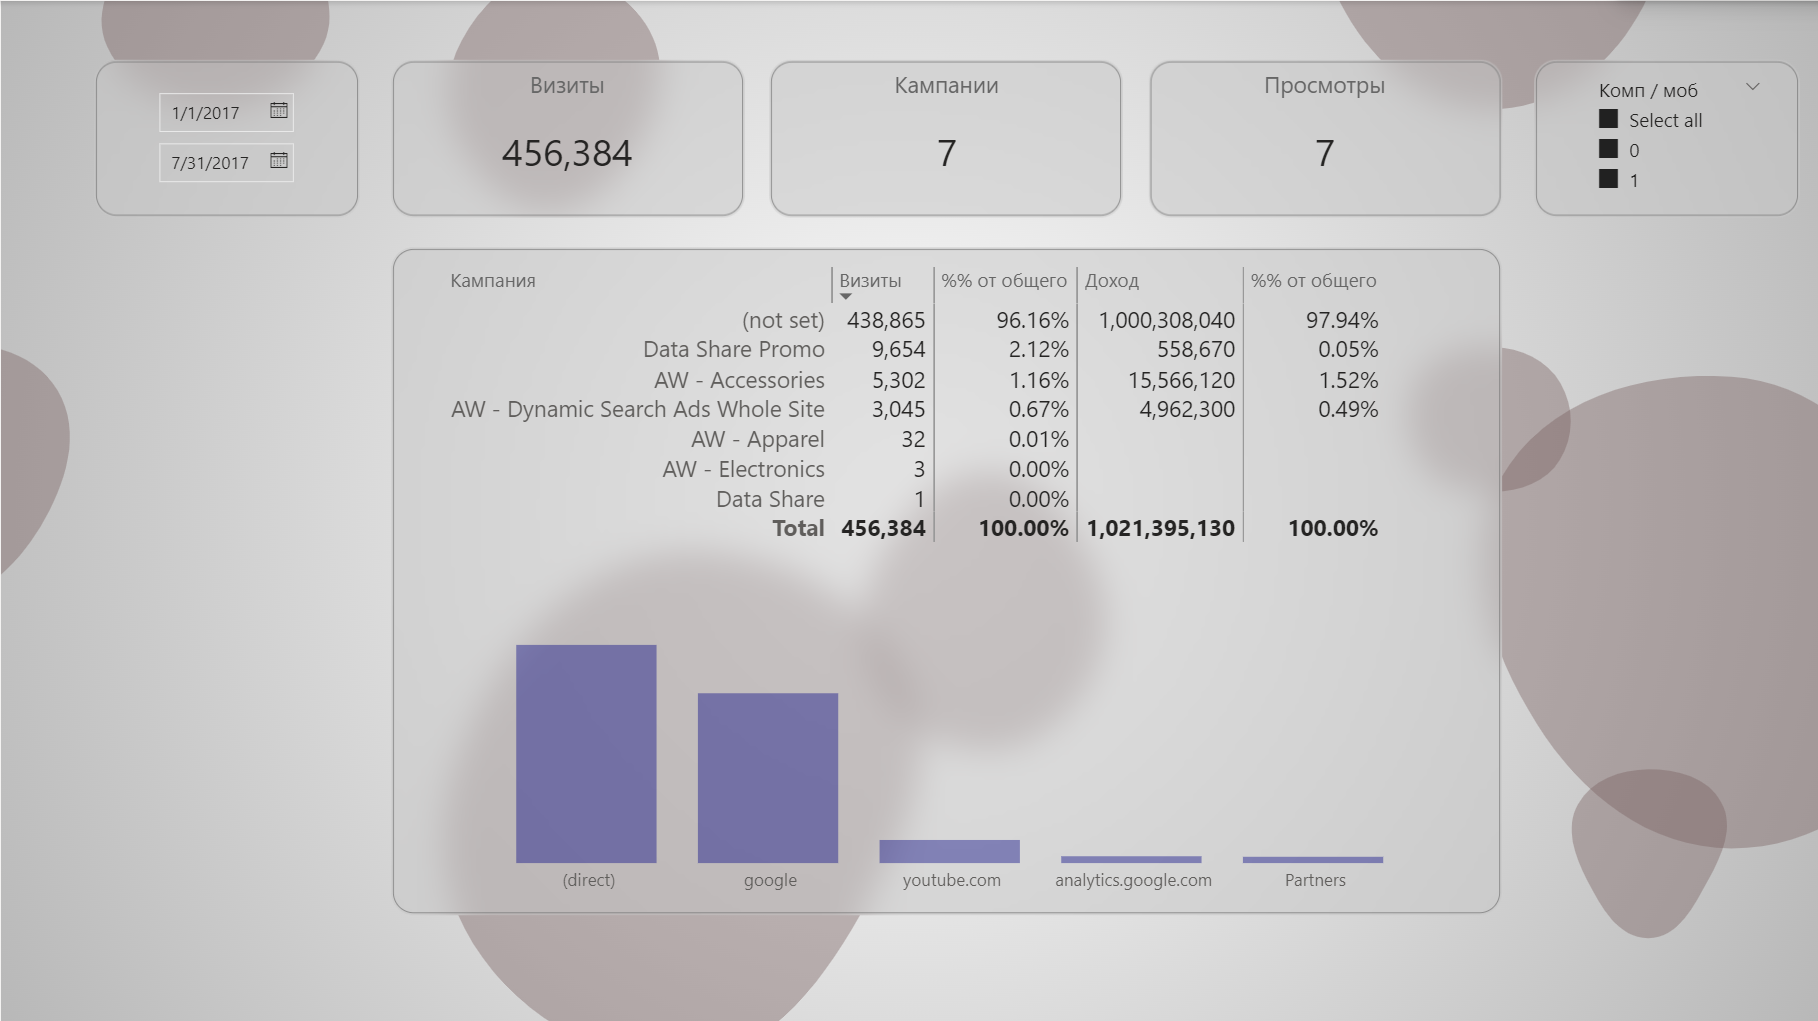 1/1/2017
7/31/2017
Визиты
456,384
Кампании
7
Просмотры
7
Комп / моб
Select all
0
1
Кампания Визиты %% от общего Доход %% от общего
(not set) 438,865 96.16% 1,000,308,040 97.94%
Data Share Promo 9,654 2.12% 558,670 0.05%
AW - Accessories 5,302 1.16% 15,566,120 1.52%
AW - Dynamic Search Ads Whole Site 3,045 0.67% 4,962,300 0.49%
AW - Apparel 32 0.01%
AW - Electronics 3 0.00%
Data Share 1 0.00%
Total 456,384 100.00% 1,021,395,130 100.00%
(direct) google youtube.com analytics.google.com Partners